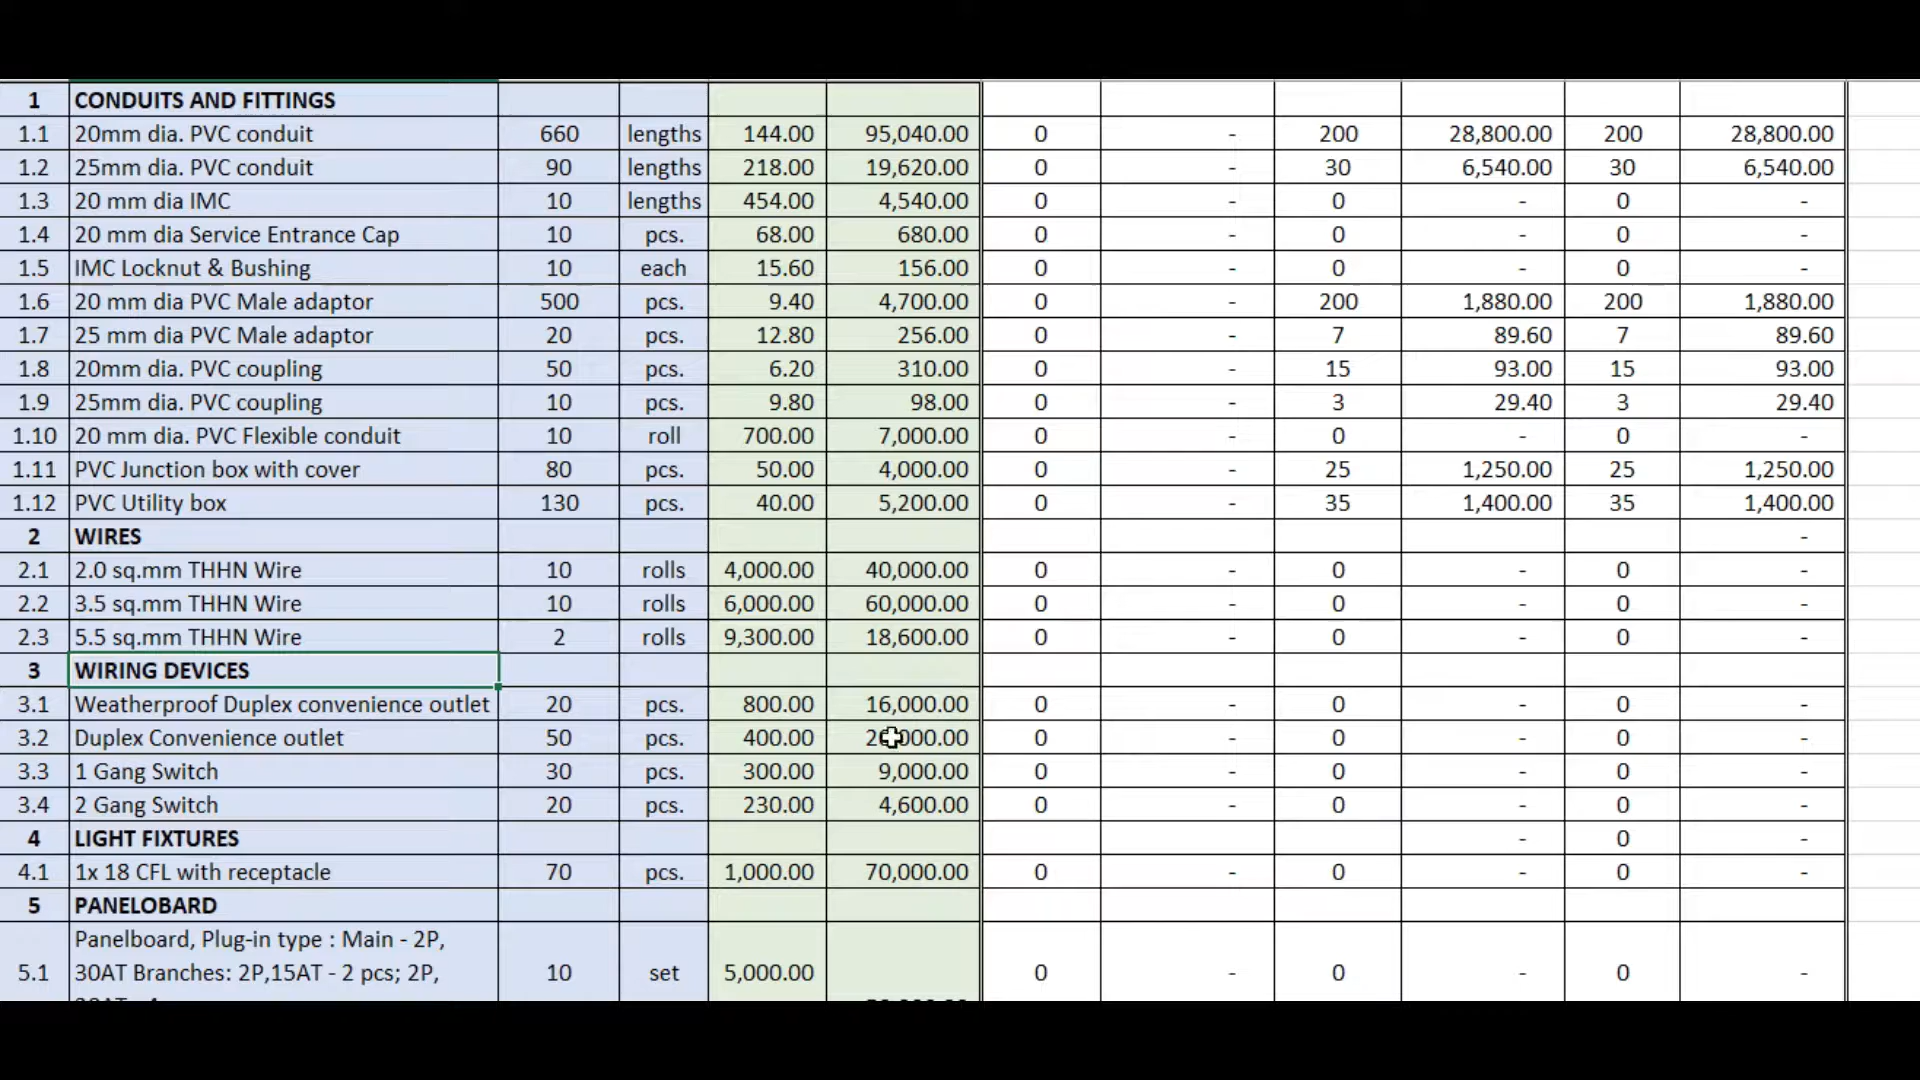 1 CONDUITS AND FITTINGS
1.1 20mm dia. PVC conduit 660 lengths 144.00 95,040.00 0 - 200 28,800.00 200 28,800.00
1.2 25mm dia. PVC conduit 90 lengths 218.00 19,620.00 0 - 30 6,540.00 30 6,540.00
1.3 20 mm dia IMC 10 lengths 454.00 4,540.00 0 - 0 - 0 -
1.4 20 mm dia Service Entrance Cap 10 pcs. 68.00 680.00 0 - 0 - 0 -
1.5 IMC Locknut & Bushing 10 each 15.60 156.00 0 - 0 - 0 -
1.6 20 mm dia PVC Male adaptor 500 pcs. 9.40 4,700.00 0 - 200 1,880.00 200 1,880.00
1.7 25 mm dia PVC Male adaptor 20 pcs. 12.80 256.00 0 - 7 89.60 7 89.60
1.8 20mm dia. PVC coupling 50 pcs. 6.20 310.00 0 - 15 93.00 15 93.00
1.9 25mm dia. PVC coupling 10 pcs. 9.80 98.00 0 - 3 29.40 3 29.40
1.10 20 mm dia. PVC Flexible conduit 10 roll 700.00 7,000.00 0 - 0 - 0 -
1.11 PVC Junction box with cover 80 pcs. 50.00 4,000.00 0 - 25 1,250.00 25 1,250.00
1.12 PVC Utility box 130 pcs. 40.00 5,200.00 0 - 35 1,400.00 35 1,400.00
2 WIRES -
2.1 2.0 sq.mm THHN Wire 10 rolls 4,000.00 40,000.00 0 - 0 - 0 -
2.2 3.5 sq.mm THHN Wire 10 rolls 6,000.00 60,000.00 0 - 0 - 0 -
2.3 5.5 sq.mm THHN Wire 2 rolls 9,300.00 18,600.00 0 - 0 - 0 -
3 WIRING DEVICES
3.1 Weatherproof Duplex convenience outlet 20 pcs. 800.00 16,000.00 0 - 0 - 0 -
3.2 Duplex Convenience outlet 50 pcs. 400.00 0 - 0 - 0 -
3.3 1 Gang Switch 30 pcs. 300.00 9,000.00 0 - 0 - 0 -
3.4 2 Gang Switch 20 pcs. 230.00 4,600.00 0 - 0 - 0 -
4 LIGHT FIXTURES - 0 -
4.1 1x 18 CFL with receptacle 70 pcs. 1,000.00 70,000.00 0 - 0 - 0 -
5 PANELOBARD
Panelboard, Plug-in type : Main - 2P,
5.1 30AT Branches: 2P,15AT - 2 pcs; 2P, 10 set 5,000.00 0 - 0 - 0 -